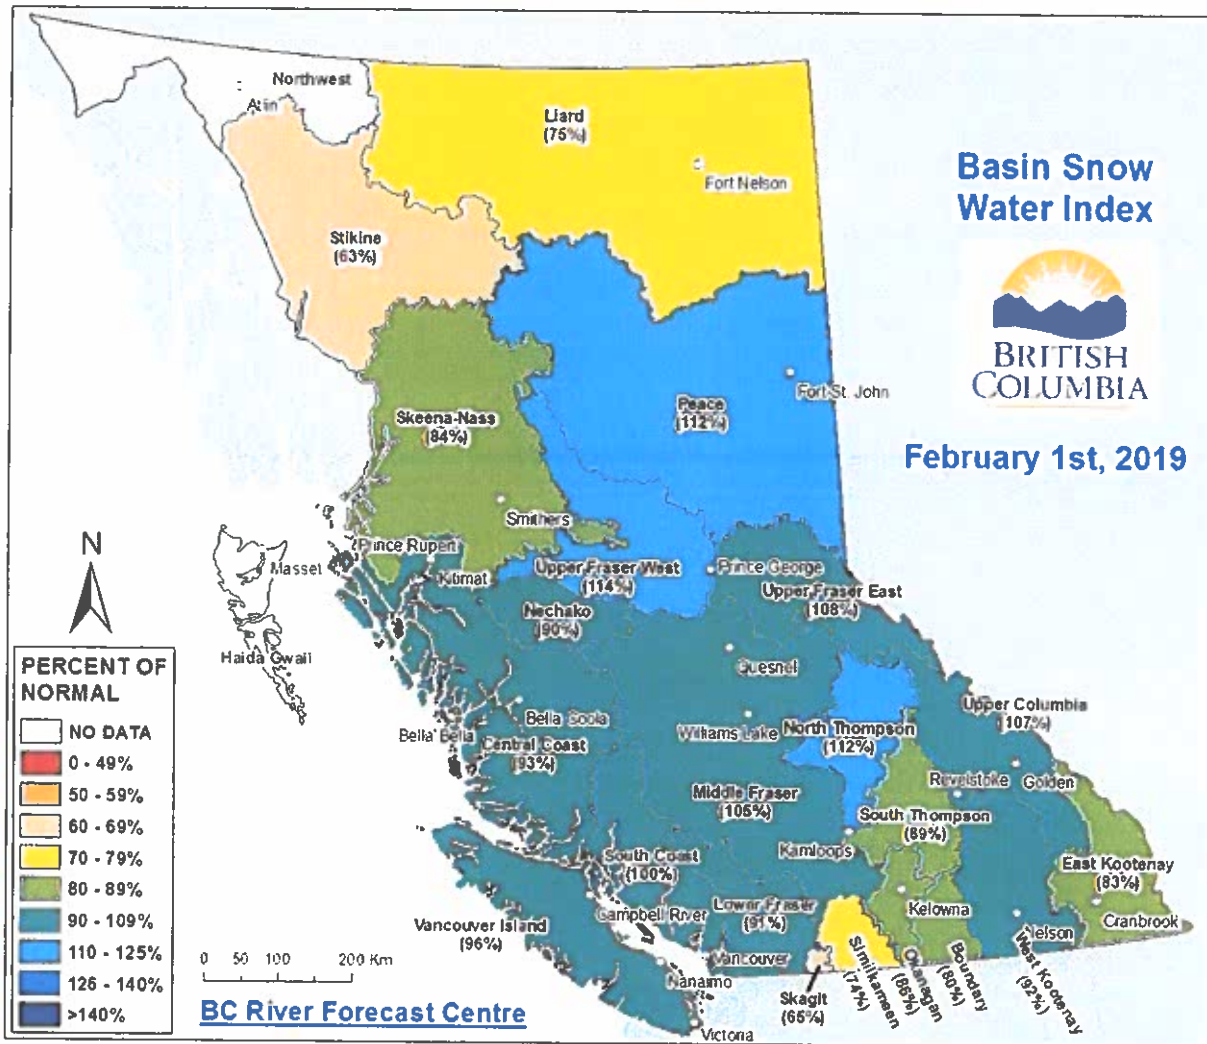 Northwest
Atlin
Liard
(75%)
Fort Nelson
Basin Snow
Water Index
Stikine
(63%)
BRITISH
COLUMBIA
Fort St. John
Peace
(112%)
Skeena-Nass
(84%)
February 1st, 2019
Smithers
N
Prince Rupert
Masset
Kitimat
Upper Fraser West
(114%)
Prince George
Upper Fraser East
(108%)
Nechako
(90%)
Haida Gwaii
Quesnel
PERCENT OF
NORMAL
NO DATA
0 - 49%
50 - 59%
60 - 69%
70 - 79%
80 - 89%
90 - 109%
110 - 125%
126 - 140%
>140%
Bella Coola
Bella Bella
Central Coast
(93%)
Williams Lake
North Thompson
(112%)
Upper Columbia
(107%)
Revelstoke
Golden
Middle Fraser
(105%)
South Thompson
(89%)
Kamloops
South Coast
(100%)
East Kootenay
(83%)
Campbell River
Lower Fraser
(91%)
Kelowna
Cranbrook
Vancouver Island
(96%)
Nelson
Vancouver
0 50 100 200 Km
Nanaimo
Skagit
(65%)
Similkameen
(74%)
Okanagan
(86%)
Boundary
(80%)
West Kootenay
(92%)
BC River Forecast Centre
Victoria